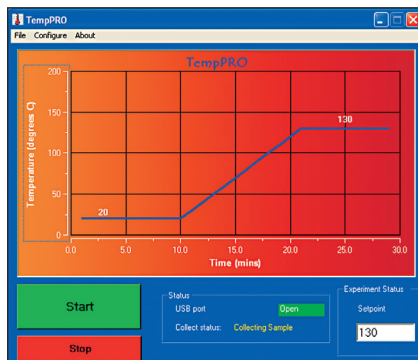 TempPRO
File Configure About
TempPRO
Temperature (degrees C)
200
150
100
50
0
20
130
0.0 5.0 10.0 15.0 20.0 25.0 30.0
Time (mins)
Start
Stop
Status
USB port Open
Collect status: Collecting Sample
Experiment Status
Setpoint
130